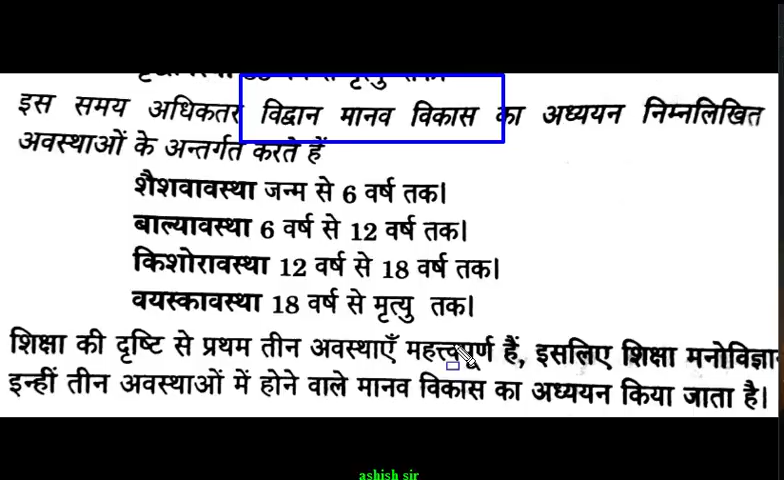 इस समय अधिकतर विद्वान मानव विकास का अध्ययन निम्नलिखित
अवस्थाओं के अन्तर्गत करते हैं
शैशवावस्था जन्म से 6 वर्ष तक।
बाल्यावस्था 6 वर्ष से 12 वर्ष तक।
किशोरावस्था 12 वर्ष से 18 वर्ष तक।
वयस्कावस्था 18 वर्ष से मृत्यु तक।
शिक्षा की दृष्टि से प्रथम तीन अवस्थाएँ महत्त्वपूर्ण हैं, इसलिए शिक्षा
इन्हीं तीन अवस्थाओं में होने वाले मानव विकास का अध्ययन किया जाता है।
ashish sir